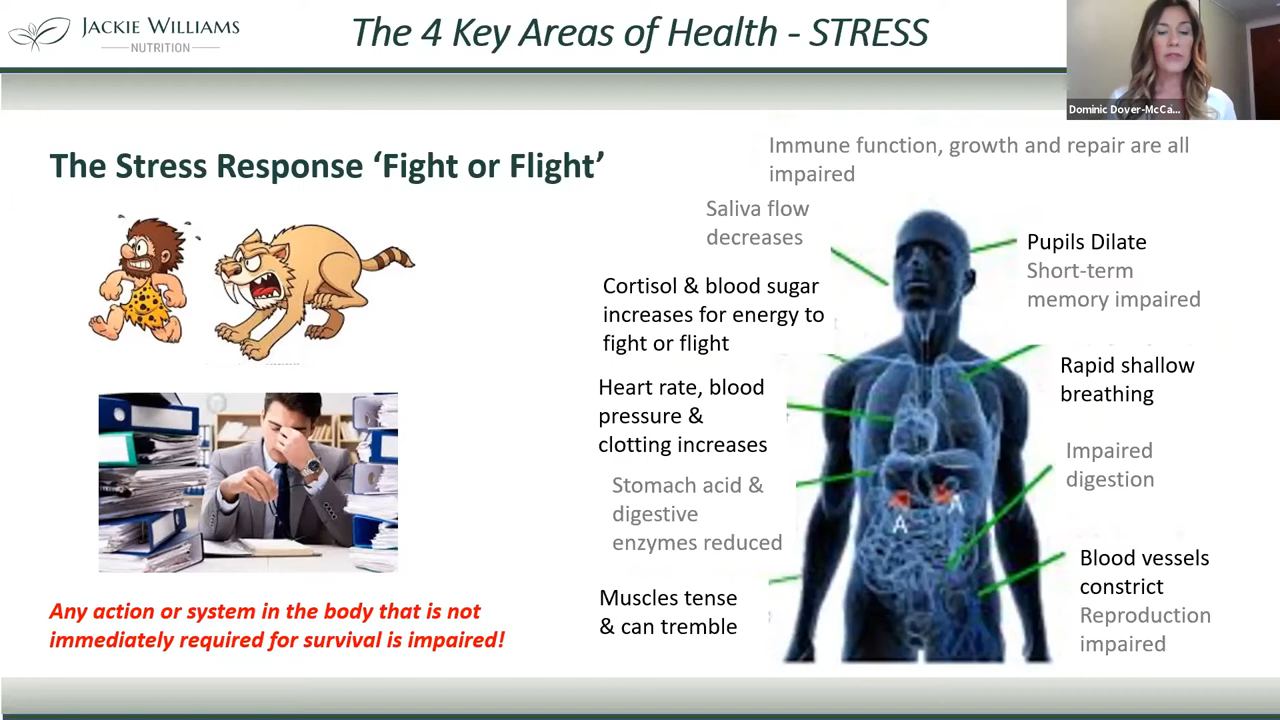 JACKIE WILLIAMS
NUTRITION
The 4 Key Areas of Health - STRESS
Dominic Dover-McCa...
The Stress Response ‘Fight or Flight’
Immune function, growth and repair are all
impaired
Saliva flow
decreases
Pupils Dilate
Short-term
memory impaired
Cortisol & blood sugar
increases for energy to
fight or flight
Rapid shallow
breathing
Heart rate, blood
pressure &
clotting increases
Impaired
digestion
Stomach acid &
digestive
enzymes reduced
A
A
Blood vessels
constrict
Reproduction
impaired
Muscles tense
& can tremble
Any action or system in the body that is not
immediately required for survival is impaired!